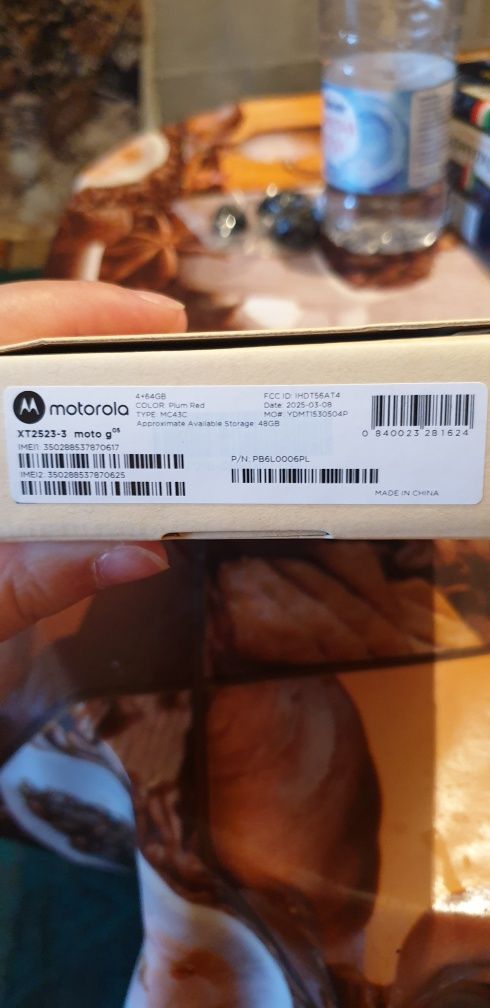 motorola
4+64GB
COLOR: Plum Red
TYPE: MC43C
Approximate Available Storage: 48GB
FCC ID: IHDT56AT4
Date: 2025-03-08
MO#: YDMT1530504P
0 840023 281624
XT2523-3 moto g05
IMEI1: 350288537870617
IMEI2: 350288537870625
P/N: PB6L0006PL
MADE IN CHINA